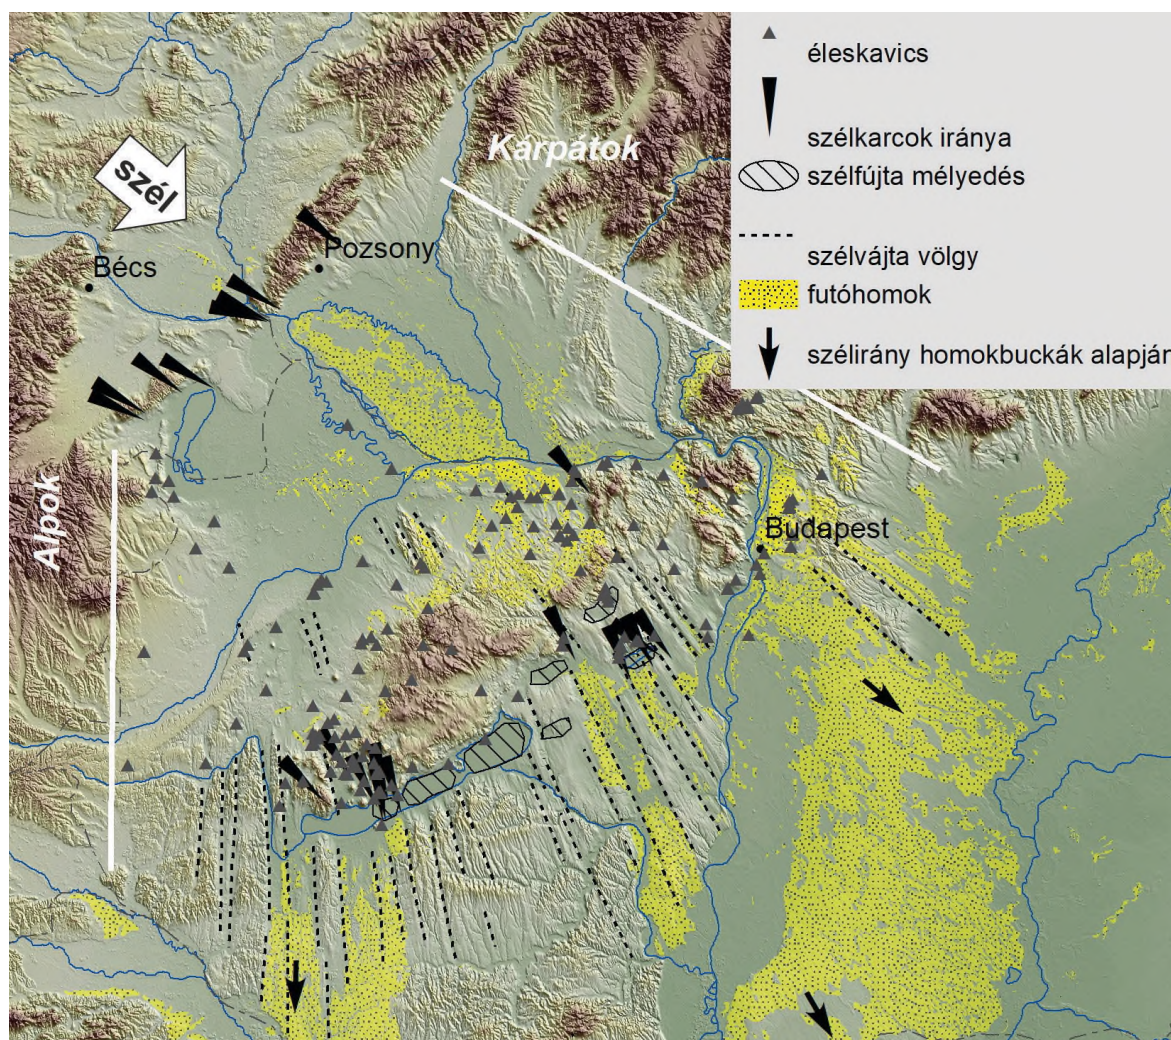 éleskavics
szélkarcok iránya
szélfújta mélyedés
szélvájta völgy
futóhomok
szélirány homokbuckák alapján
Kárpátok
szél
Pozsony
Bécs
Alpok
Budapest